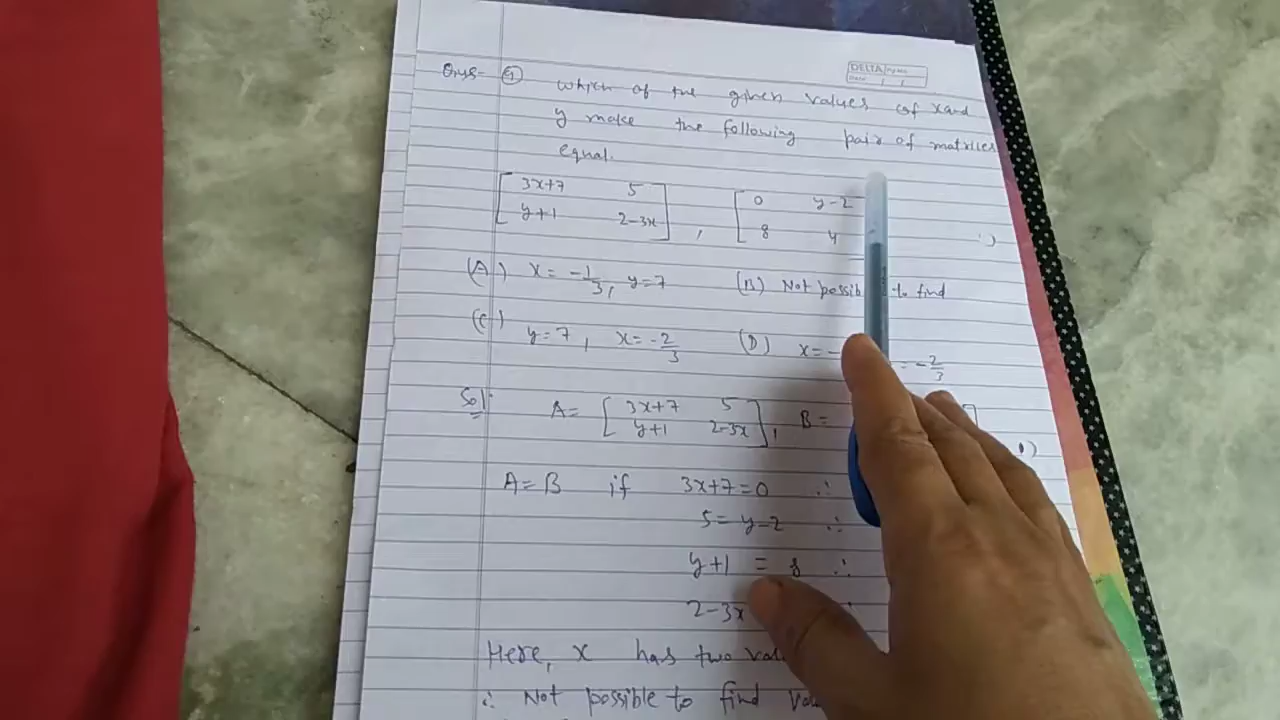 DELTA
Date
Ques- 9 which of the given values of x and
y make the following pair of matrices
equal.
[3x+7 5
y+1 2-3x] , [0 y-2
8 4
(A) x = -1/3, y=7 (B) Not possib to find
(C) y=7, x= -2/3 (D) x= - = -2/3
Sol: A= [3x+7 5
y+1 2-3x], B=
A=B if 3x+7=0 ∴
5 = y-2 ∴
y+1 = 8 ∴
2-3x
Here, x has two
∴ Not possible to find